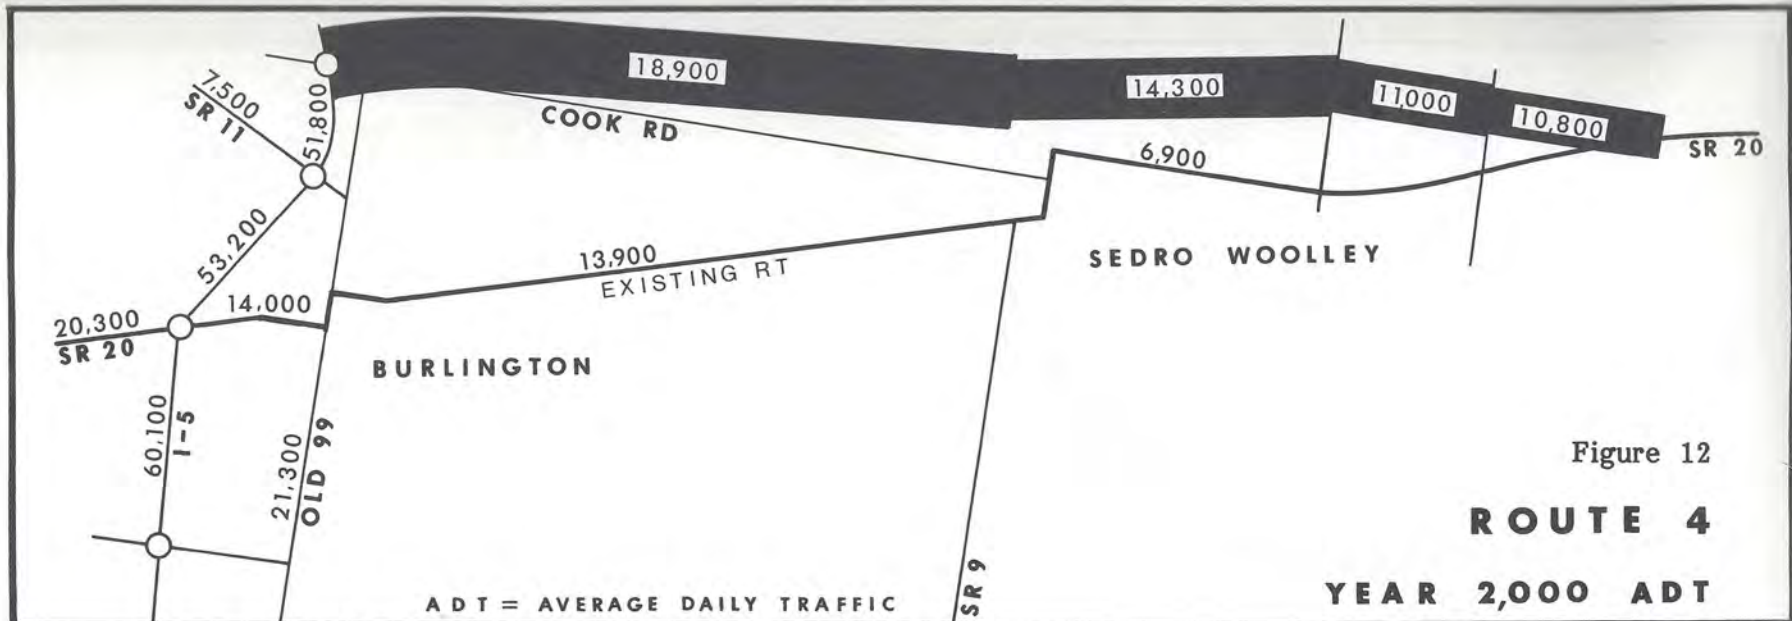 18,900
14,300
11,000
10,800
7,500
SR 11
51,800
COOK RD
6,900
SR 20
53,200
13,900
EXISTING RT
SEDRO WOOLLEY
14,000
20,300
SR 20
BURLINGTON
60,100
I-5
21,300
OLD 99
SR 9
Figure 12
ROUTE 4
YEAR 2,000 ADT
ADT = AVERAGE DAILY TRAFFIC